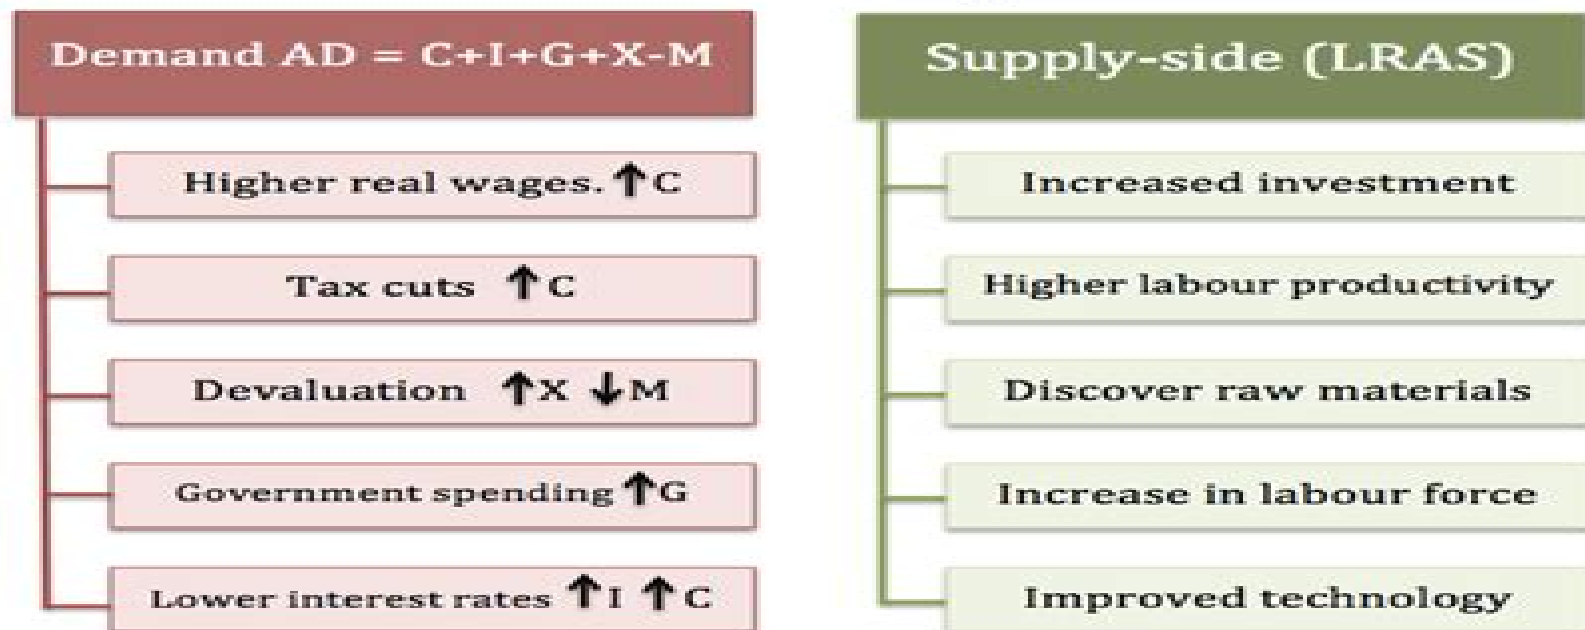 Demand AD = C+I+G+X-M
Higher real wages. ↑C
Tax cuts ↑C
Devaluation ↑X ↓M
Government spending ↑G
Lower interest rates ↑I ↑C
Supply-side (LRAS)
Increased investment
Higher labour productivity
Discover raw materials
Increase in labour force
Improved technology